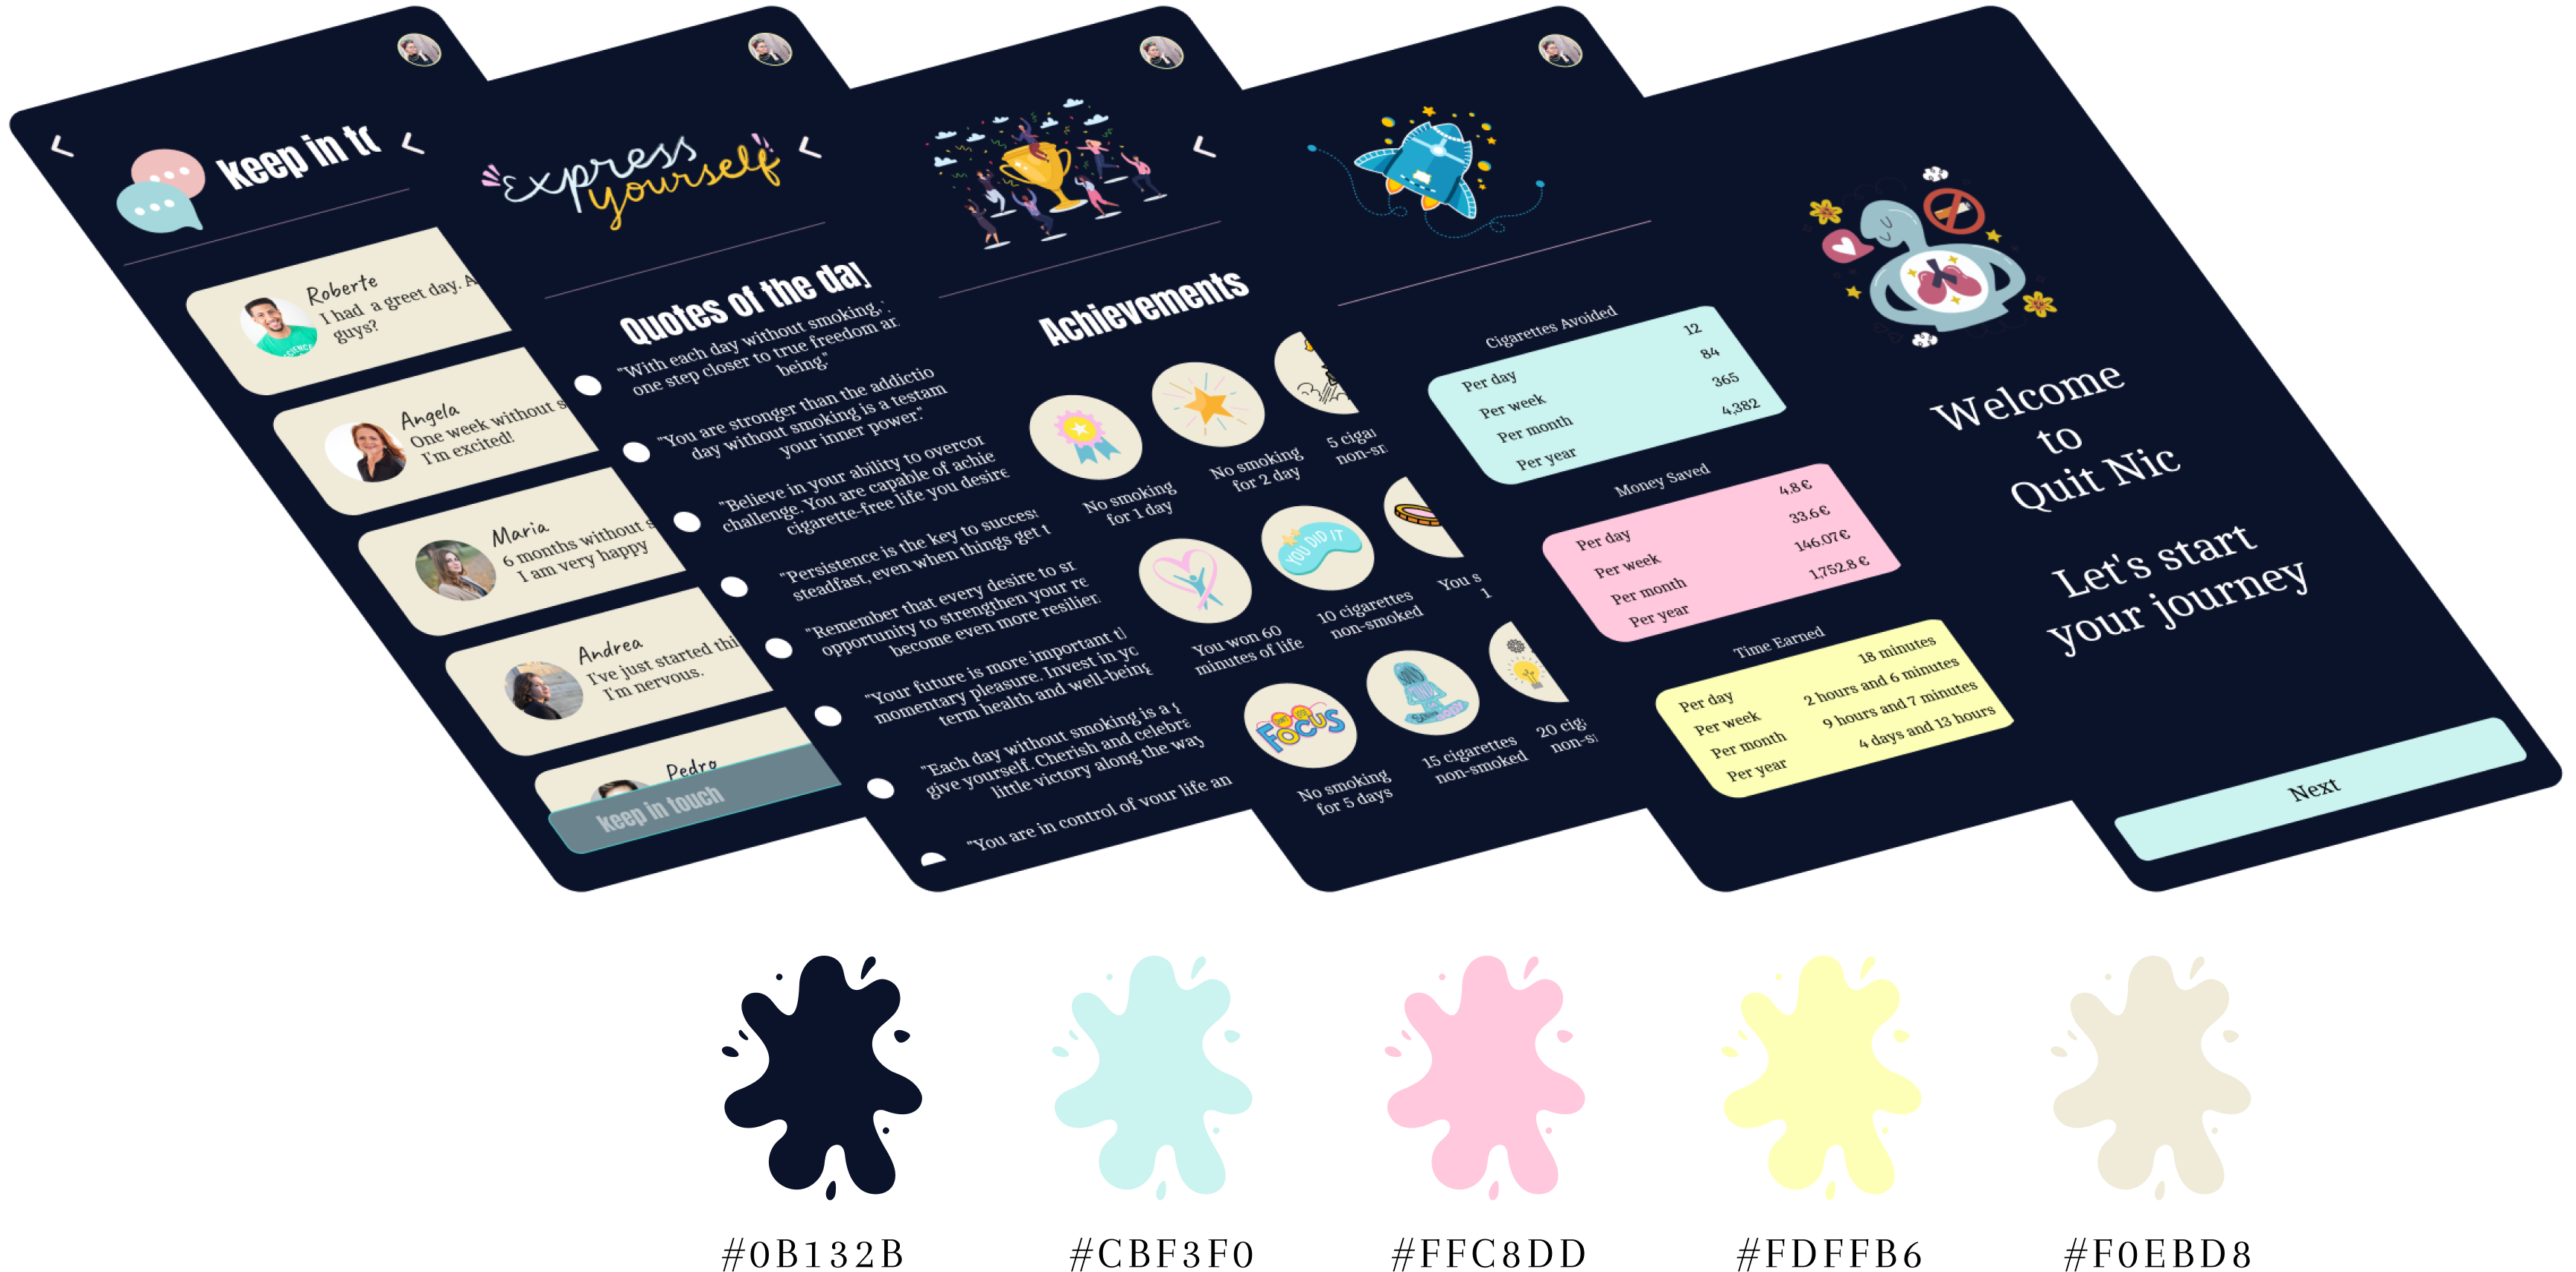 keep in
Roberte
I had a greet day. A
guys?
Angela
One week without s
I'm excited!
Maria
6 months without s
I am very happy
Andrea
I've just started thi
I'm nervous.
Pedro
keep in touch
express
yourself
Quotes of the day
"With each day without smoking,
one step closer to true freedom an
being."
"You are stronger than the addictio
day without smoking is a testam
your inner power."
"Believe in your ability to overcor
challenge. You are capable of achie
cigarette-free life you desire
"Persistence is the key to success
steadfast, even when things get t
"Remember that every desire to sr
opportunity to strengthen your re
become even more resilien
"Your future is more important tl
momentary pleasure. Invest in yc
term health and well-being
"Each day without smoking is a g
give yourself. Cherish and celebra
little victory along the way
"You are in control of your life an
Achievements
No smoking
for 1 day
No smoking
for 2 day
5 cigar
non-sr
You won 60
minutes of life
YOU DID IT
10 cigarettes
non-smoked
You s
1
FOCUS
No smoking
for 5 days
15 cigarettes
non-smoked
20 cig
non-s
Cigarettes Avoided
Per day 12
Per week 84
Per month 365
Per year 4,382
Money Saved
Per day 4.8€
Per week 33.6€
Per month 146.07€
Per year 1,752.8€
Time Earned
Per day 18 minutes
Per week 2 hours and 6 minutes
Per month 9 hours and 7 minutes
Per year 4 days and 13 hours
Welcome
to
Quit Nic
Let's start
your journey
Next
#0B132B
#CBF3F0
#FFC8DD
#FDFFB6
#F0EBD8